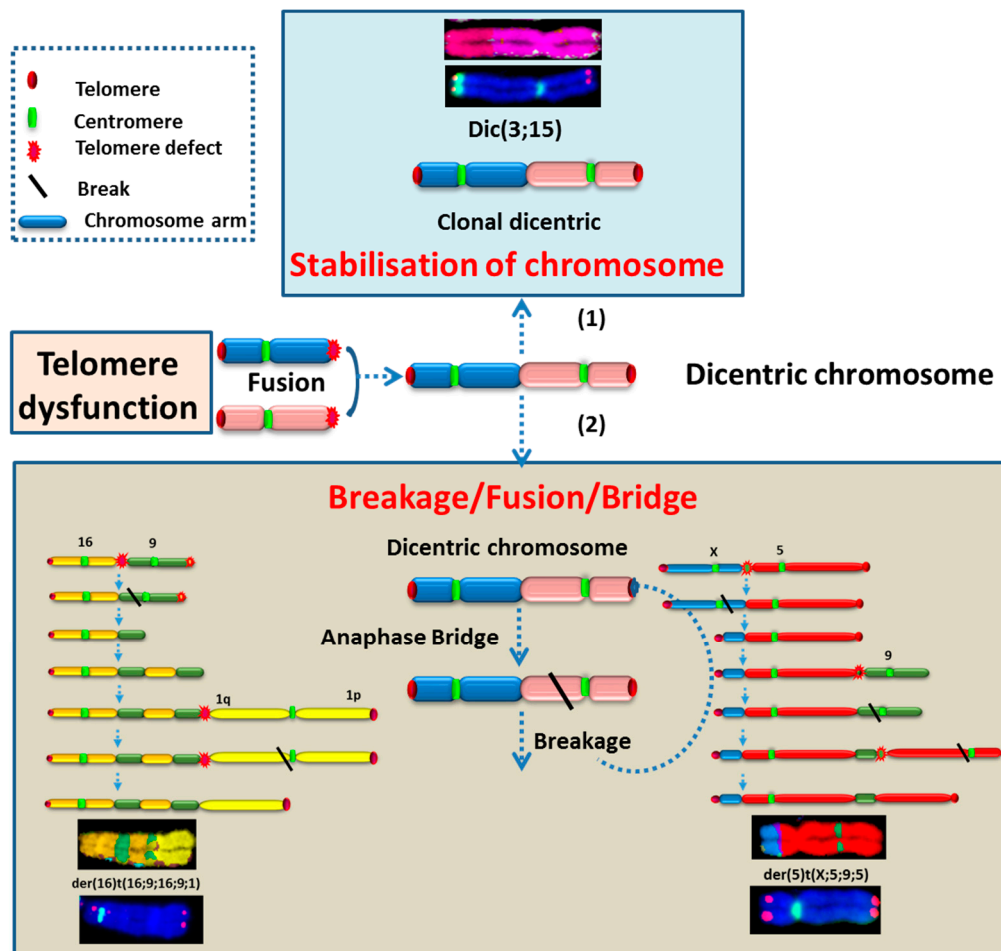 Telomere
Centromere
Telomere defect
Break
Chromosome arm
Dic(3;15)
Clonal dicentric
Stabilisation of chromosome
(1)
Telomere
dysfunction
Fusion
Dicentric chromosome
(2)
Breakage/Fusion/Bridge
16 9
1q 1p
der(16)t(16;9;16;9;1)
Dicentric chromosome
Anaphase Bridge
Breakage
X 5
9
der(5)t(X;5;9;5)